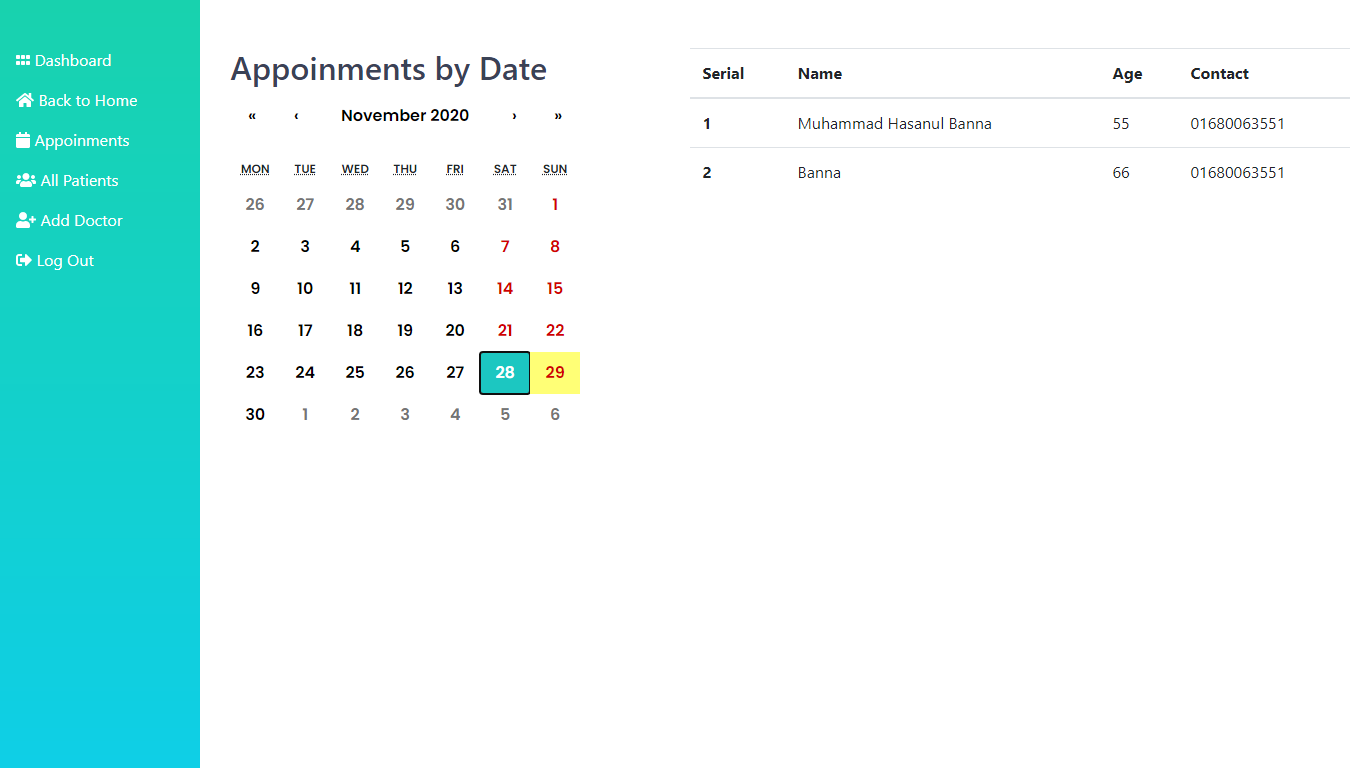 Dashboard
Back to Home
Appoinments
All Patients
Add Doctor
Log Out
Appoinments by Date
« ‹ November 2020 › »
MON TUE WED THU FRI SAT SUN
26 27 28 29 30 31 1
2 3 4 5 6 7 8
9 10 11 12 13 14 15
16 17 18 19 20 21 22
23 24 25 26 27 28 29
30 1 2 3 4 5 6
Serial Name Age Contact
1 Muhammad Hasanul Banna 55 01680063551
2 Banna 66 01680063551